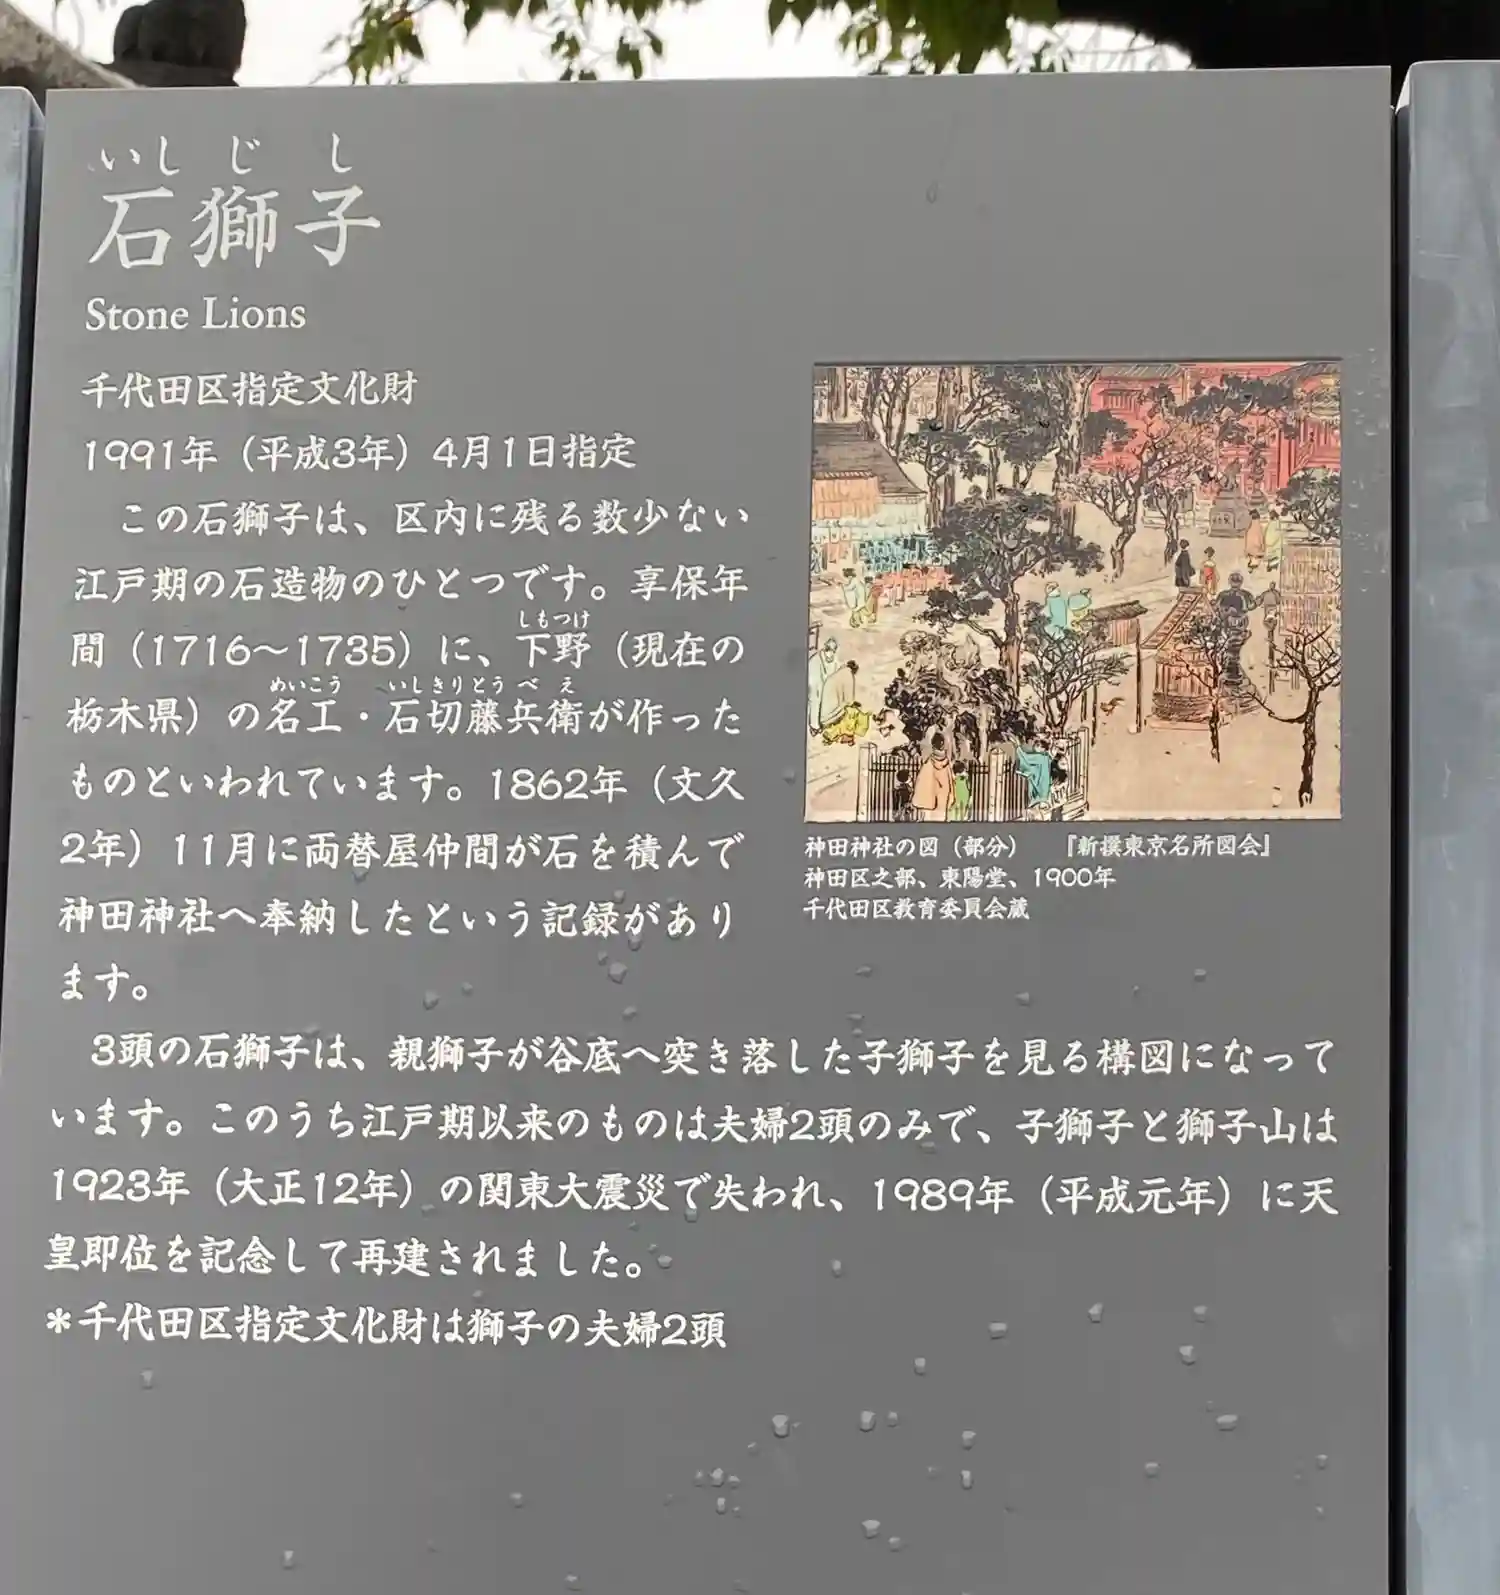 いしじし
石獅子
Stone Lions
千代田区指定文化財
1991年（平成3年）4月1日指定
この石獅子は、区内に残る数少ない
江戸期の石造物のひとつです。享保年
しもつけ
間（1716〜1735）に、下野（現在の
めいこう　いしきりとうべえ
栃木県）の名工・石切藤兵衛が作った
ものといわれています。1862年（文久
2年）11月に両替屋仲間が石を積んで
神田神社へ奉納したという記録があり
ます。
3頭の石獅子は、親獅子が谷底へ突き落した子獅子を見る構図になって
います。このうち江戸期以来のものは夫婦2頭のみで、子獅子と獅子山は
1923年（大正12年）の関東大震災で失われ、1989年（平成元年）に天
皇即位を記念して再建されました。
＊千代田区指定文化財は獅子の夫婦2頭
神田神社の図（部分）　『新撰東京名所図会』
神田区之部、東陽堂、1900年
千代田区教育委員会蔵